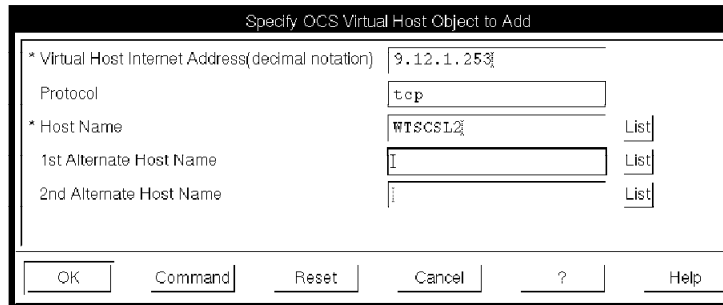 Specify OCS Virtual Host Object to Add
* Virtual Host Internet Address(decimal notation) 9.12.1.253
Protocol tcp
* Host Name WTSCSL2 List
1st Alternate Host Name List
2nd Alternate Host Name List
OK Command Reset Cancel ? Help